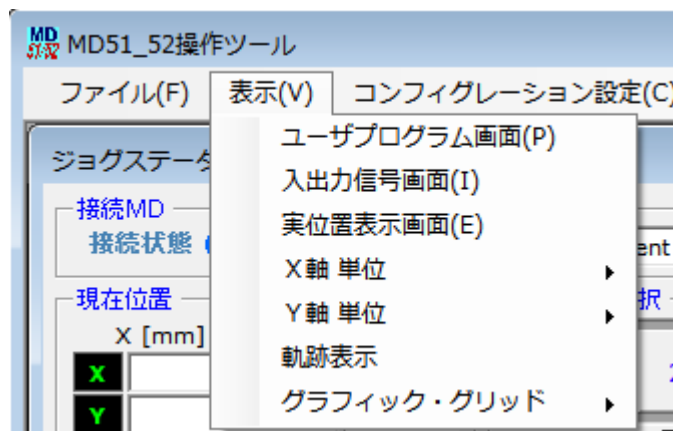 MD
51/52 MD51_52操作ツール
ファイル(F) 表示(V) コンフィグレーション設定(C)
ユーザプログラム画面(P)
ジョグステータ
入出力信号画面(I)
接続MD
実位置表示画面(E)
接続状態
ent
X軸 単位
現在位置
択
Y軸 単位
X [mm]
軌跡表示
X
グラフィック・グリッド
Y